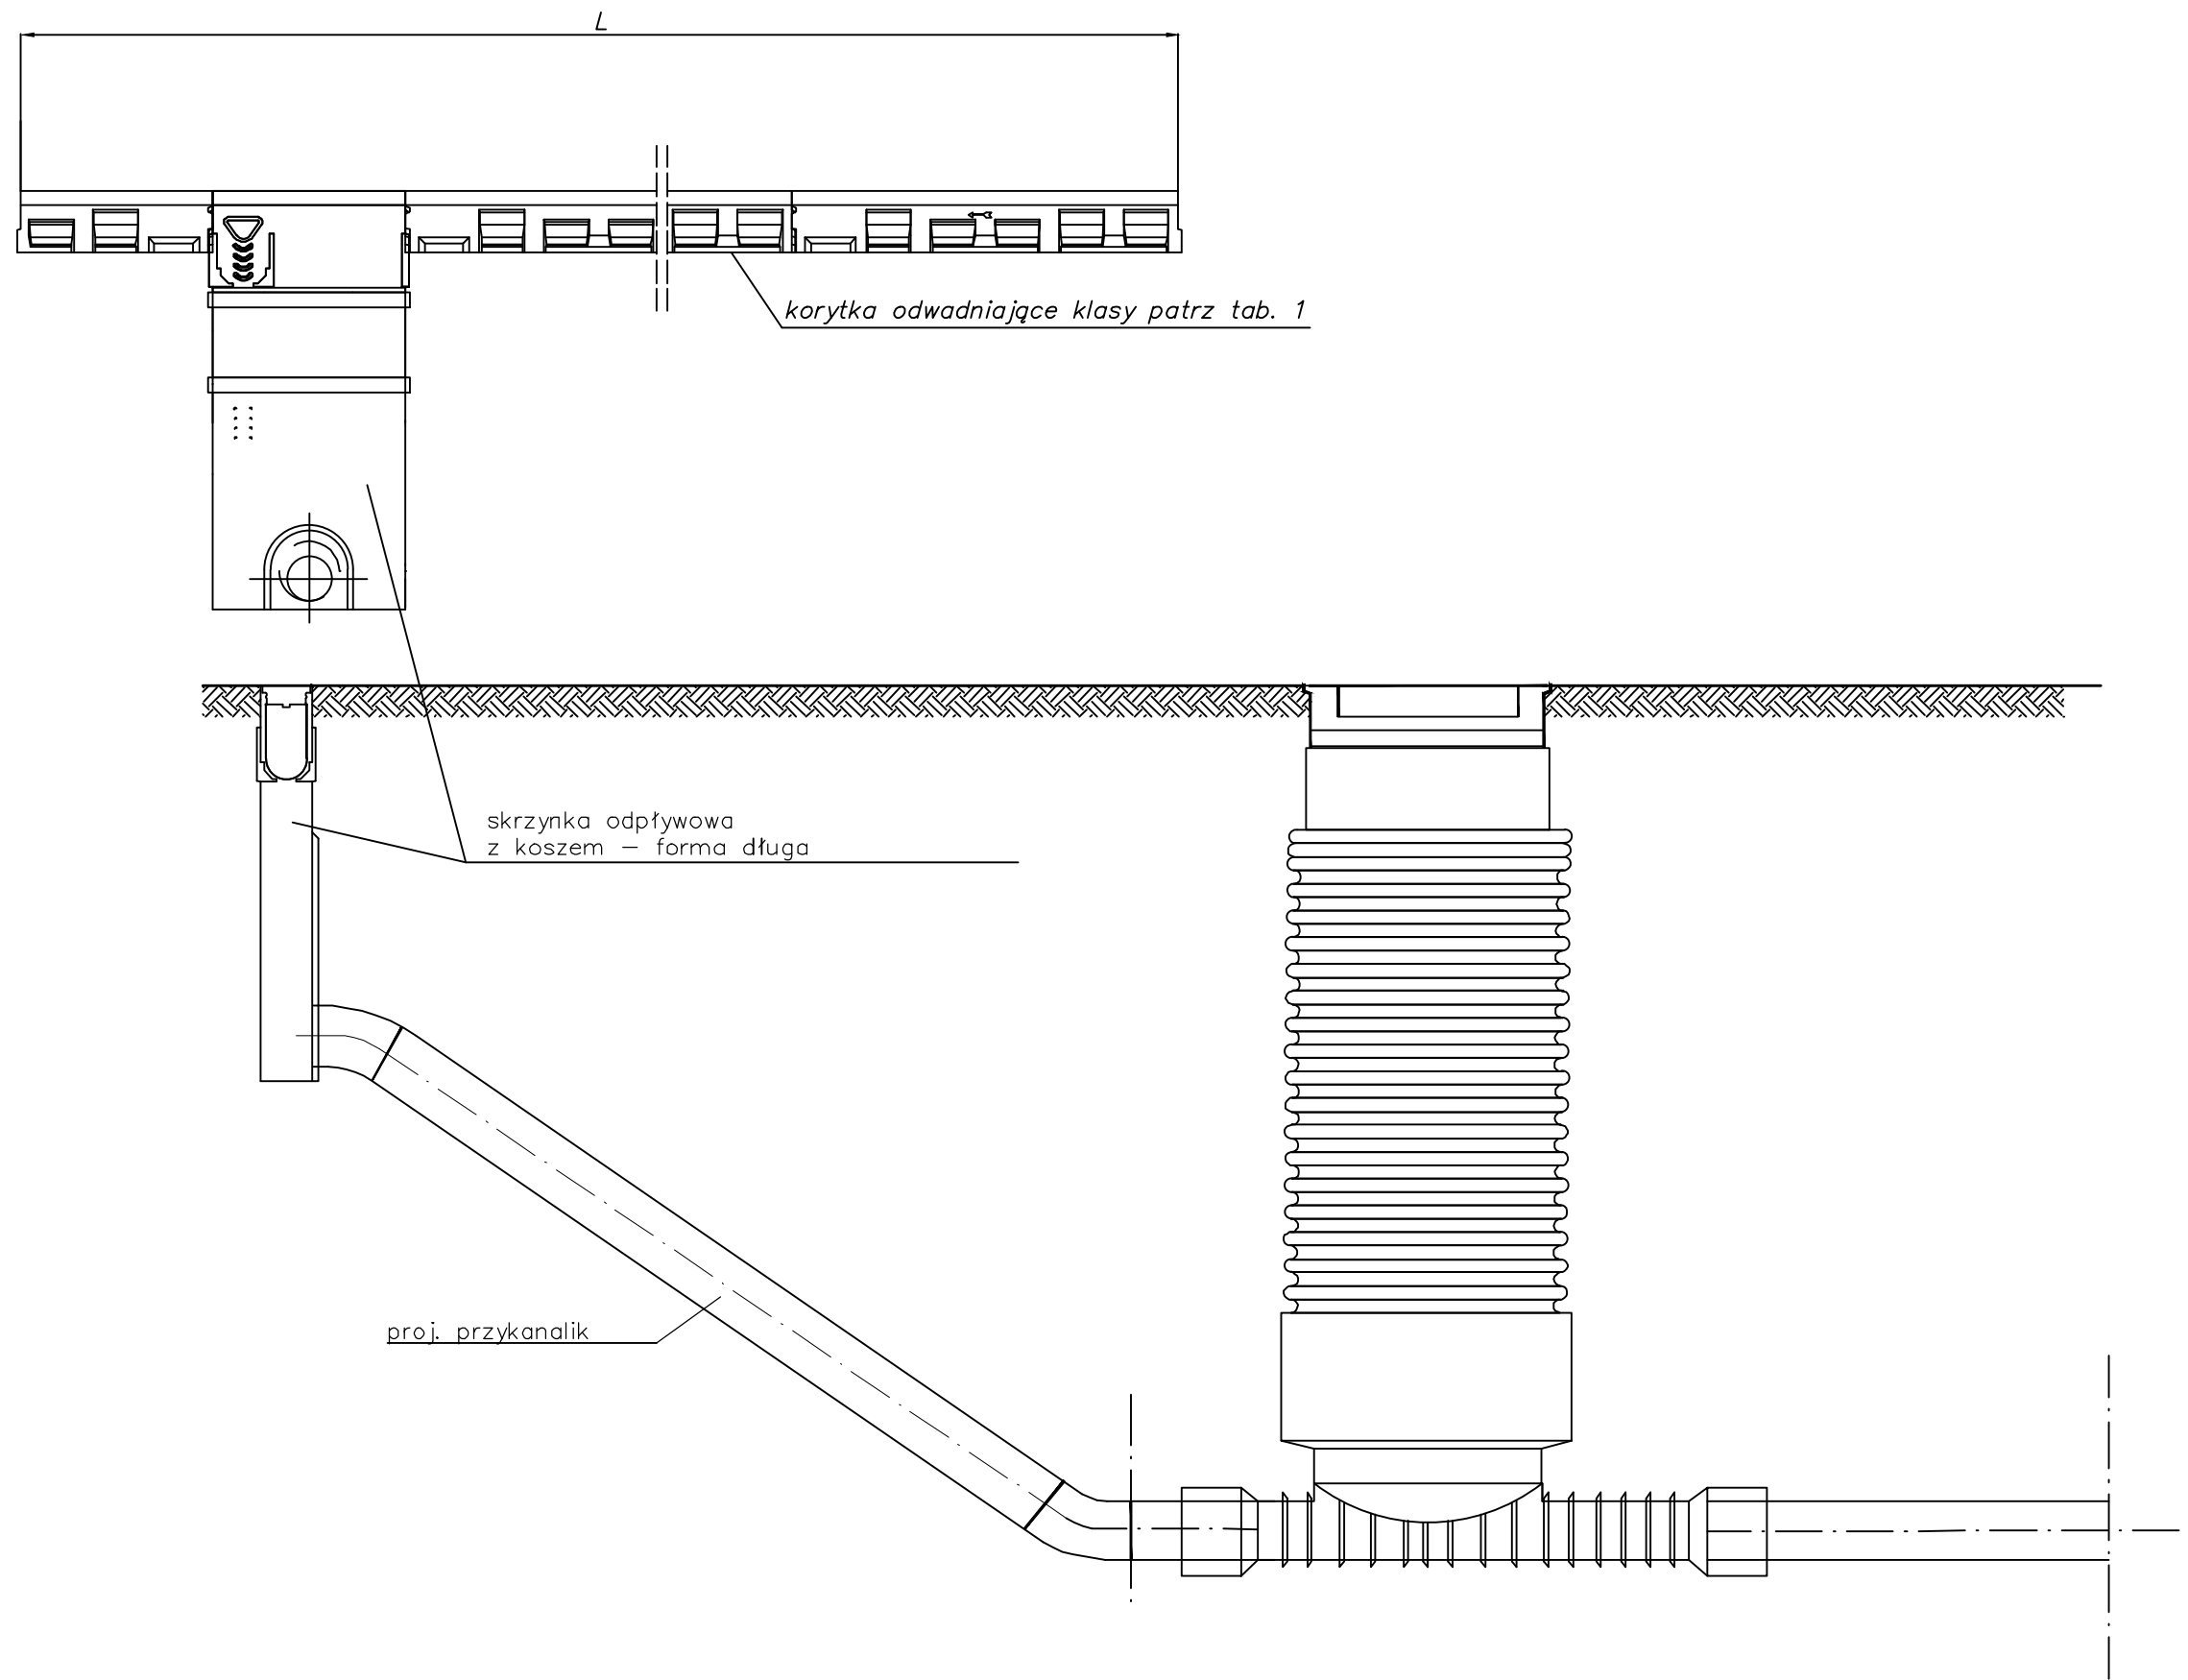 L
korytka odwadniające klasy patrz tab. 1
skrzynka odpływowa
z koszem – forma długa
proj. przykanalik